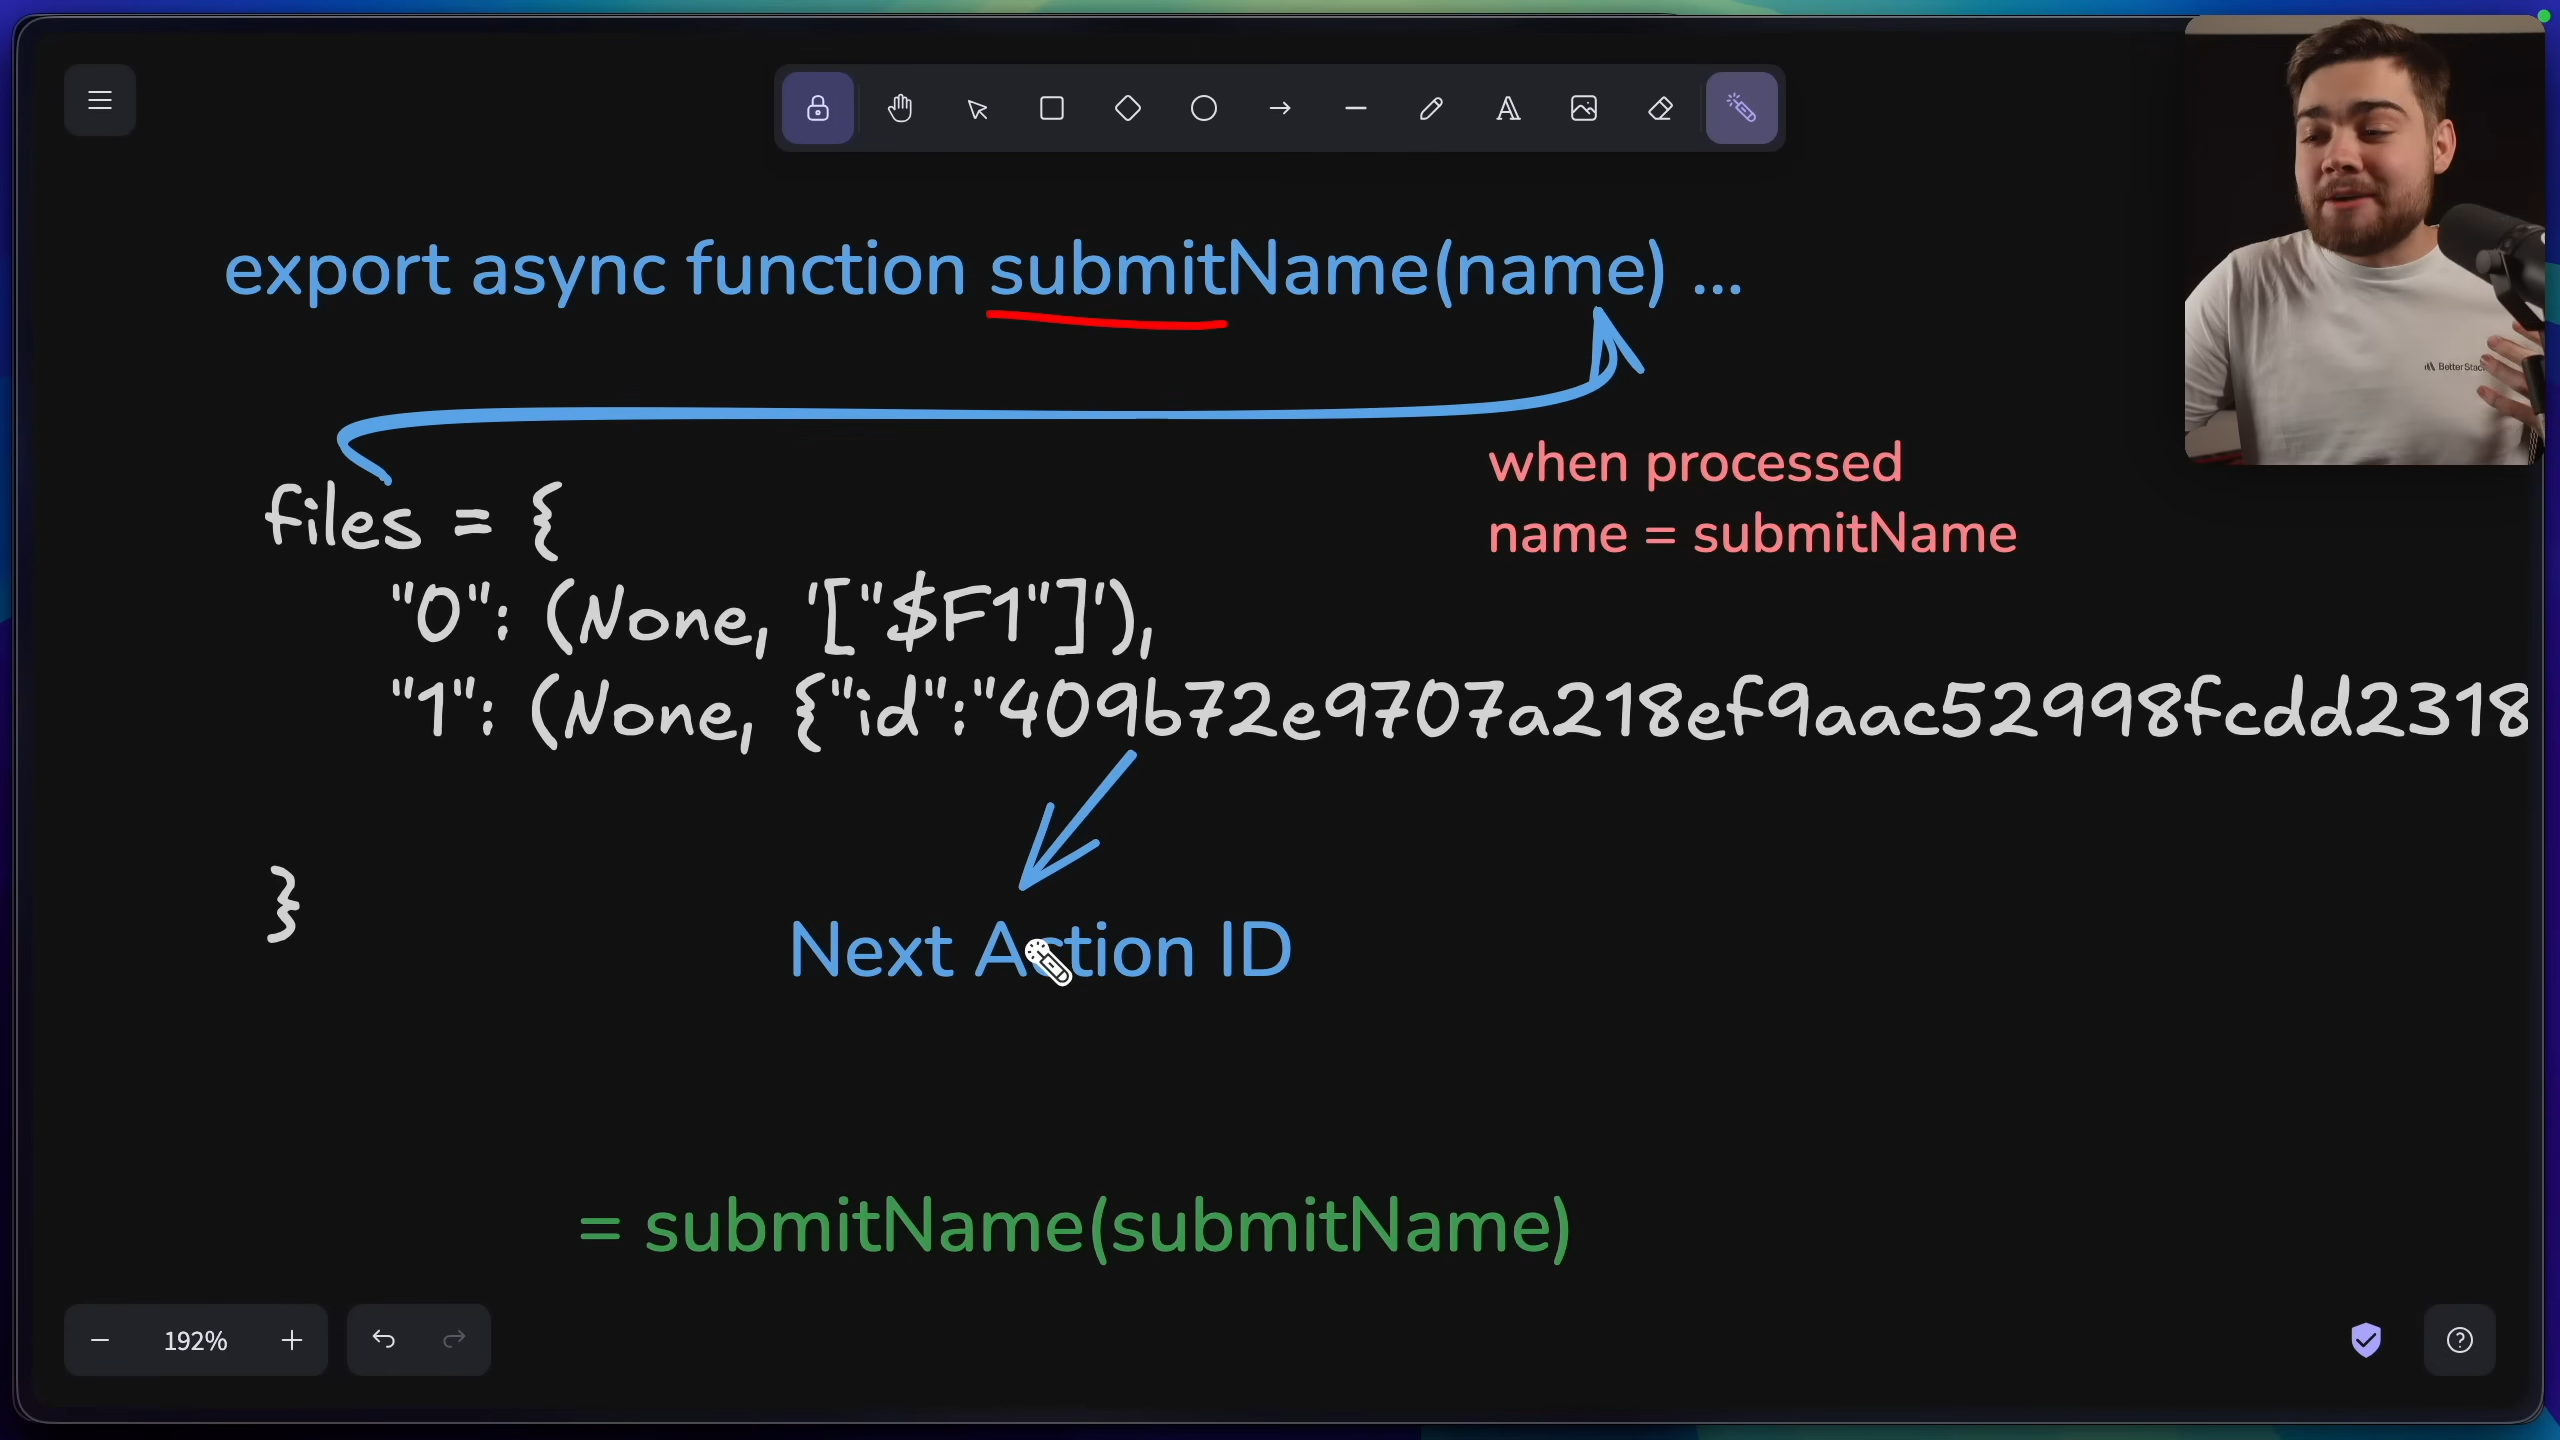 export async function submitName(name) ...
when processed
name = submitName
files = {
"0": (None, '["$F1"]'),
"1": (None, {"id":"409b72e9707a218ef9aac52998fcdd2318
}
Next Action ID
= submitName(submitName)
192%